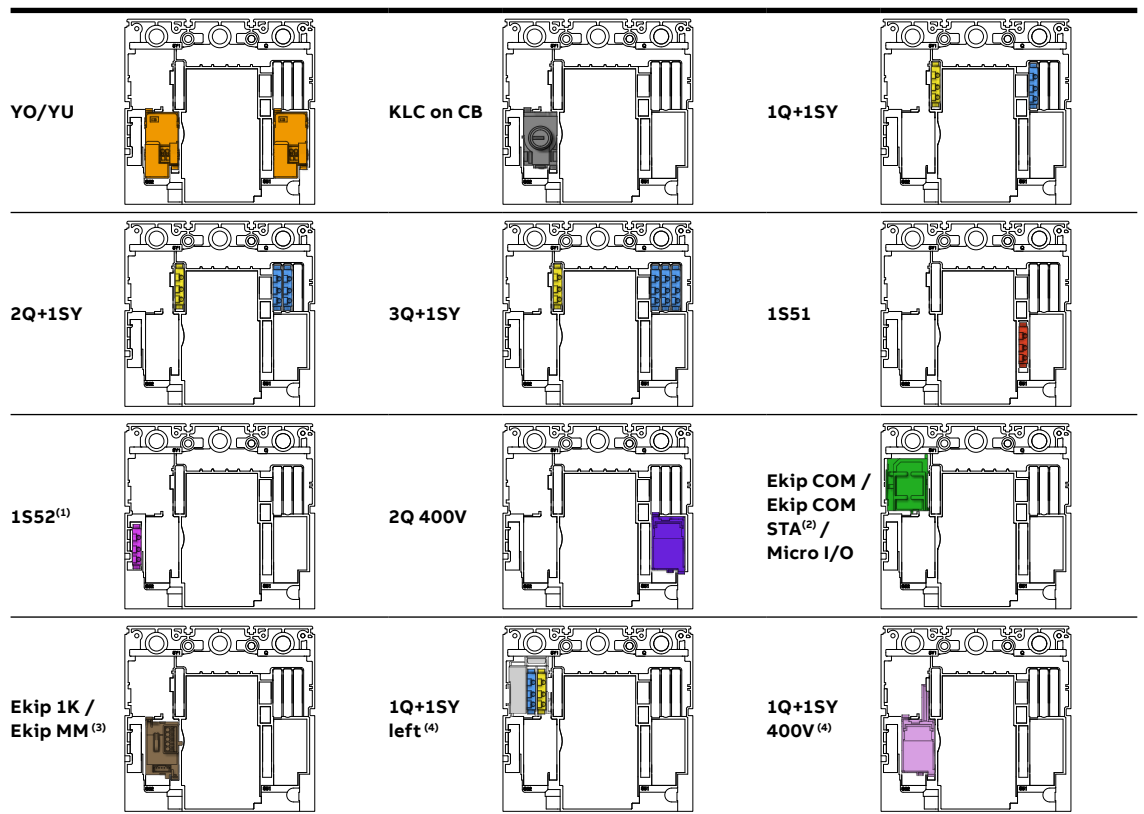 YO/YU
KLC on CB
1Q+1SY
2Q+1SY
3Q+1SY
1S51
1S52(1)
2Q 400V
Ekip COM /
Ekip COM
STA(2) /
Micro I/O
Ekip 1K /
Ekip MM (3)
1Q+1SY
left (4)
1Q+1SY
400V (4)